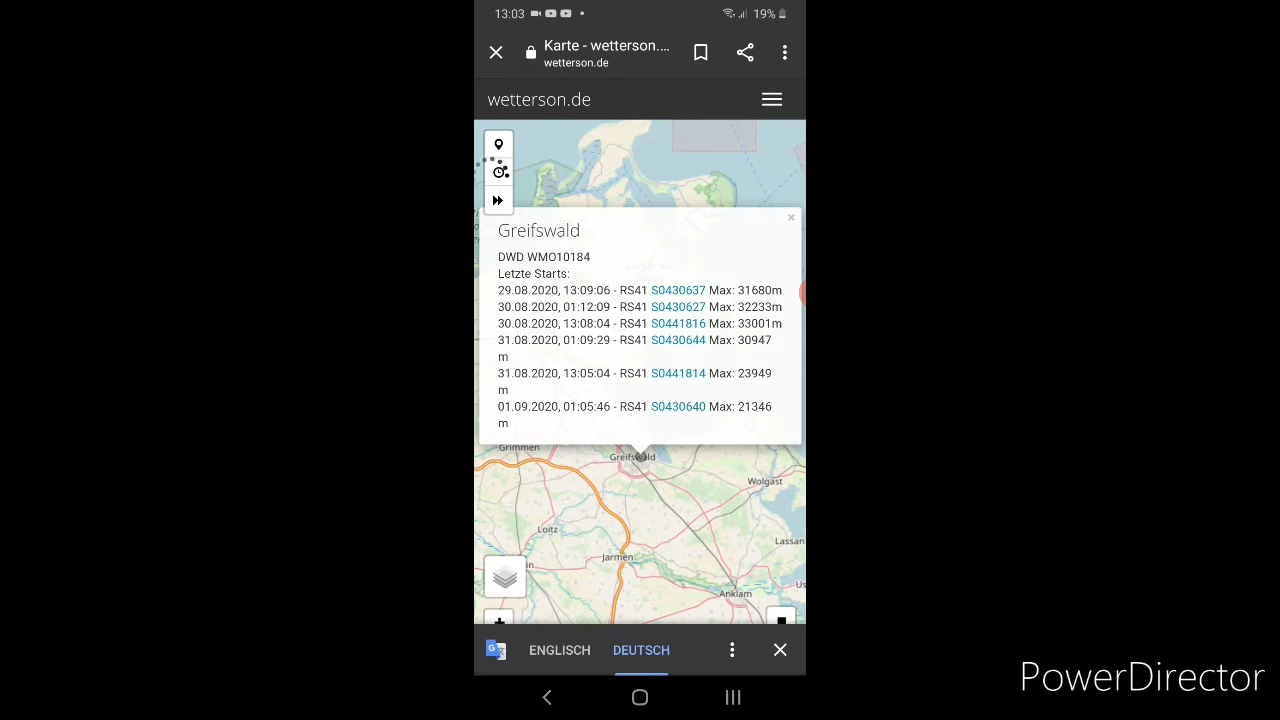 13:03
19%
Karte - wetterson....
wetterson.de
wetterson.de
Greifswald
DWD WMO10184
Letzte Starts:
29.08.2020, 13:09:06 - RS41 S0430637 Max: 31680m
30.08.2020, 01:12:09 - RS41 S0430627 Max: 32233m
30.08.2020, 13:08:04 - RS41 S0441816 Max: 33001m
31.08.2020, 01:09:29 - RS41 S0430644 Max: 30947
m
31.08.2020, 13:05:04 - RS41 S0441814 Max: 23949
m
01.09.2020, 01:05:46 - RS41 S0430640 Max: 21346
m
Grimmen
Greifswald
Wolgast
Loitz
Lassan
Jarmen
Anklam
ENGLISCH DEUTSCH
PowerDirector